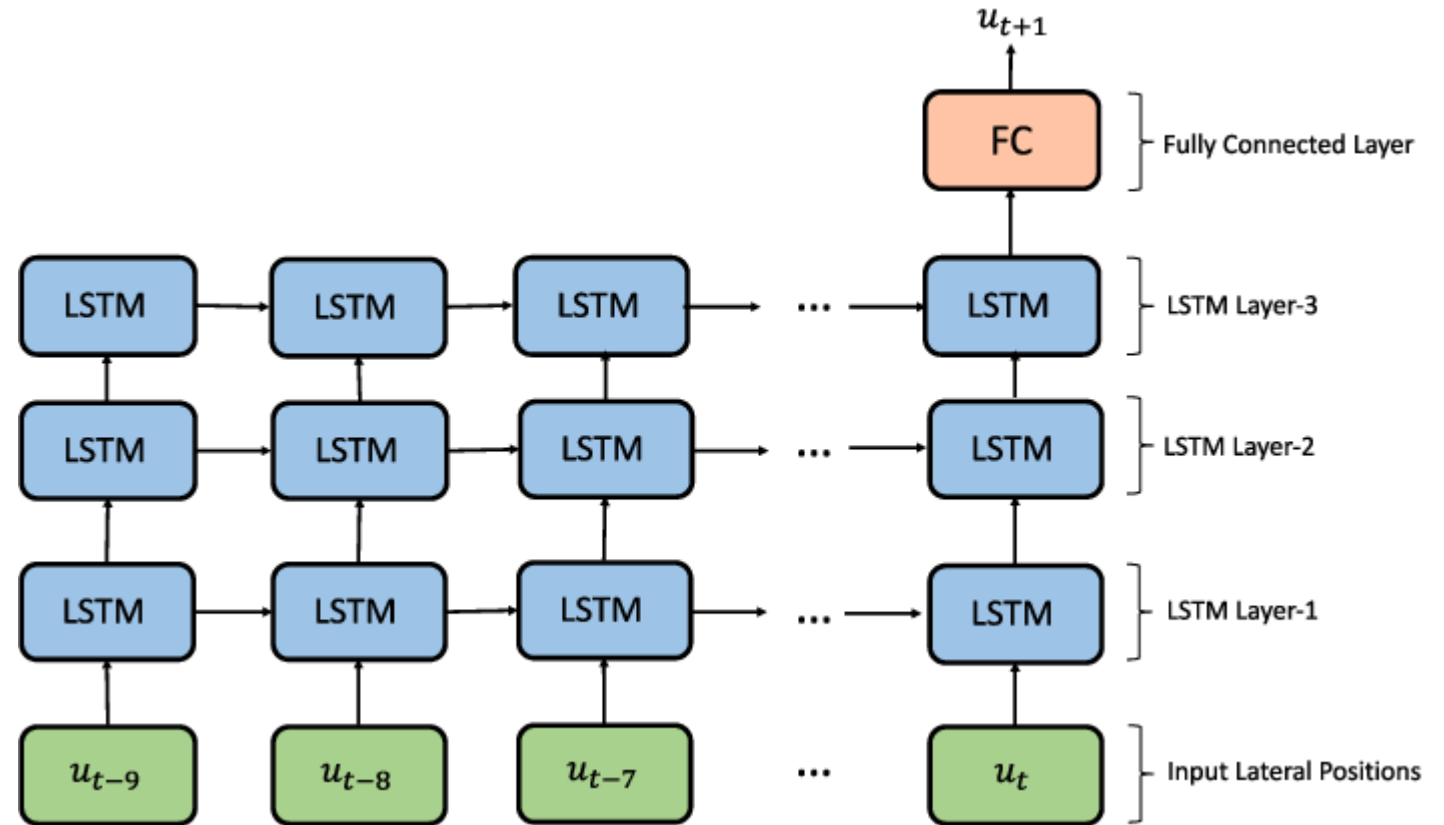 u_{t+1}
FC
Fully Connected Layer
LSTM LSTM LSTM ... LSTM
LSTM Layer-3
LSTM LSTM LSTM ... LSTM
LSTM Layer-2
LSTM LSTM LSTM ... LSTM
LSTM Layer-1
u_{t-9} u_{t-8} u_{t-7} ... u_t
Input Lateral Positions